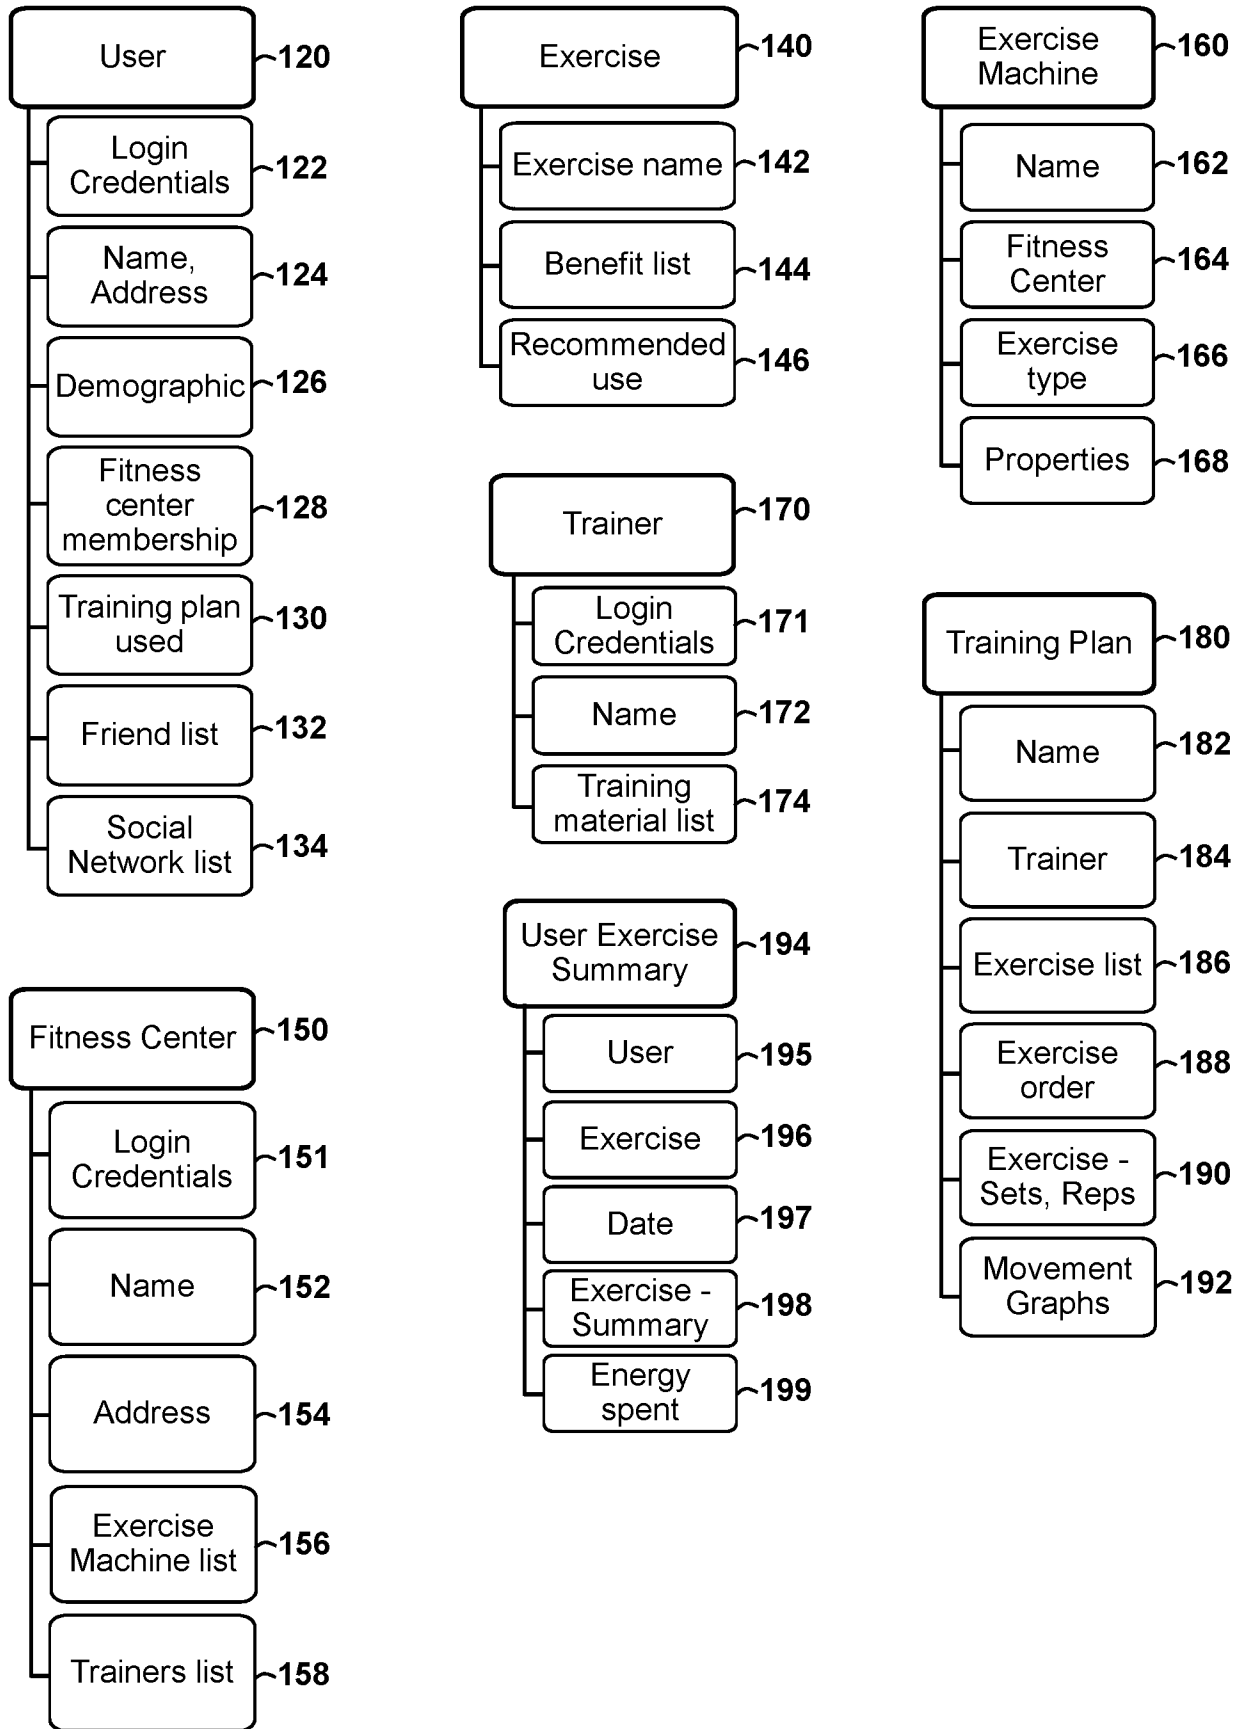 User
120
Login
Credentials
122
Name,
Address
124
Demographic
126
Fitness
center
membership
128
Training plan
used
130
Friend list
132
Social
Network list
134
Fitness Center
150
Login
Credentials
151
Name
152
Address
154
Exercise
Machine list
156
Trainers list
158
Exercise
140
Exercise name
142
Benefit list
144
Recommended
use
146
Trainer
170
Login
Credentials
171
Name
172
Training
material list
174
User Exercise
Summary
194
User
195
Exercise
196
Date
197
Exercise -
Summary
198
Energy
spent
199
Exercise
Machine
160
Name
162
Fitness
Center
164
Exercise
type
166
Properties
168
Training Plan
180
Name
182
Trainer
184
Exercise list
186
Exercise
order
188
Exercise -
Sets, Reps
190
Movement
Graphs
192